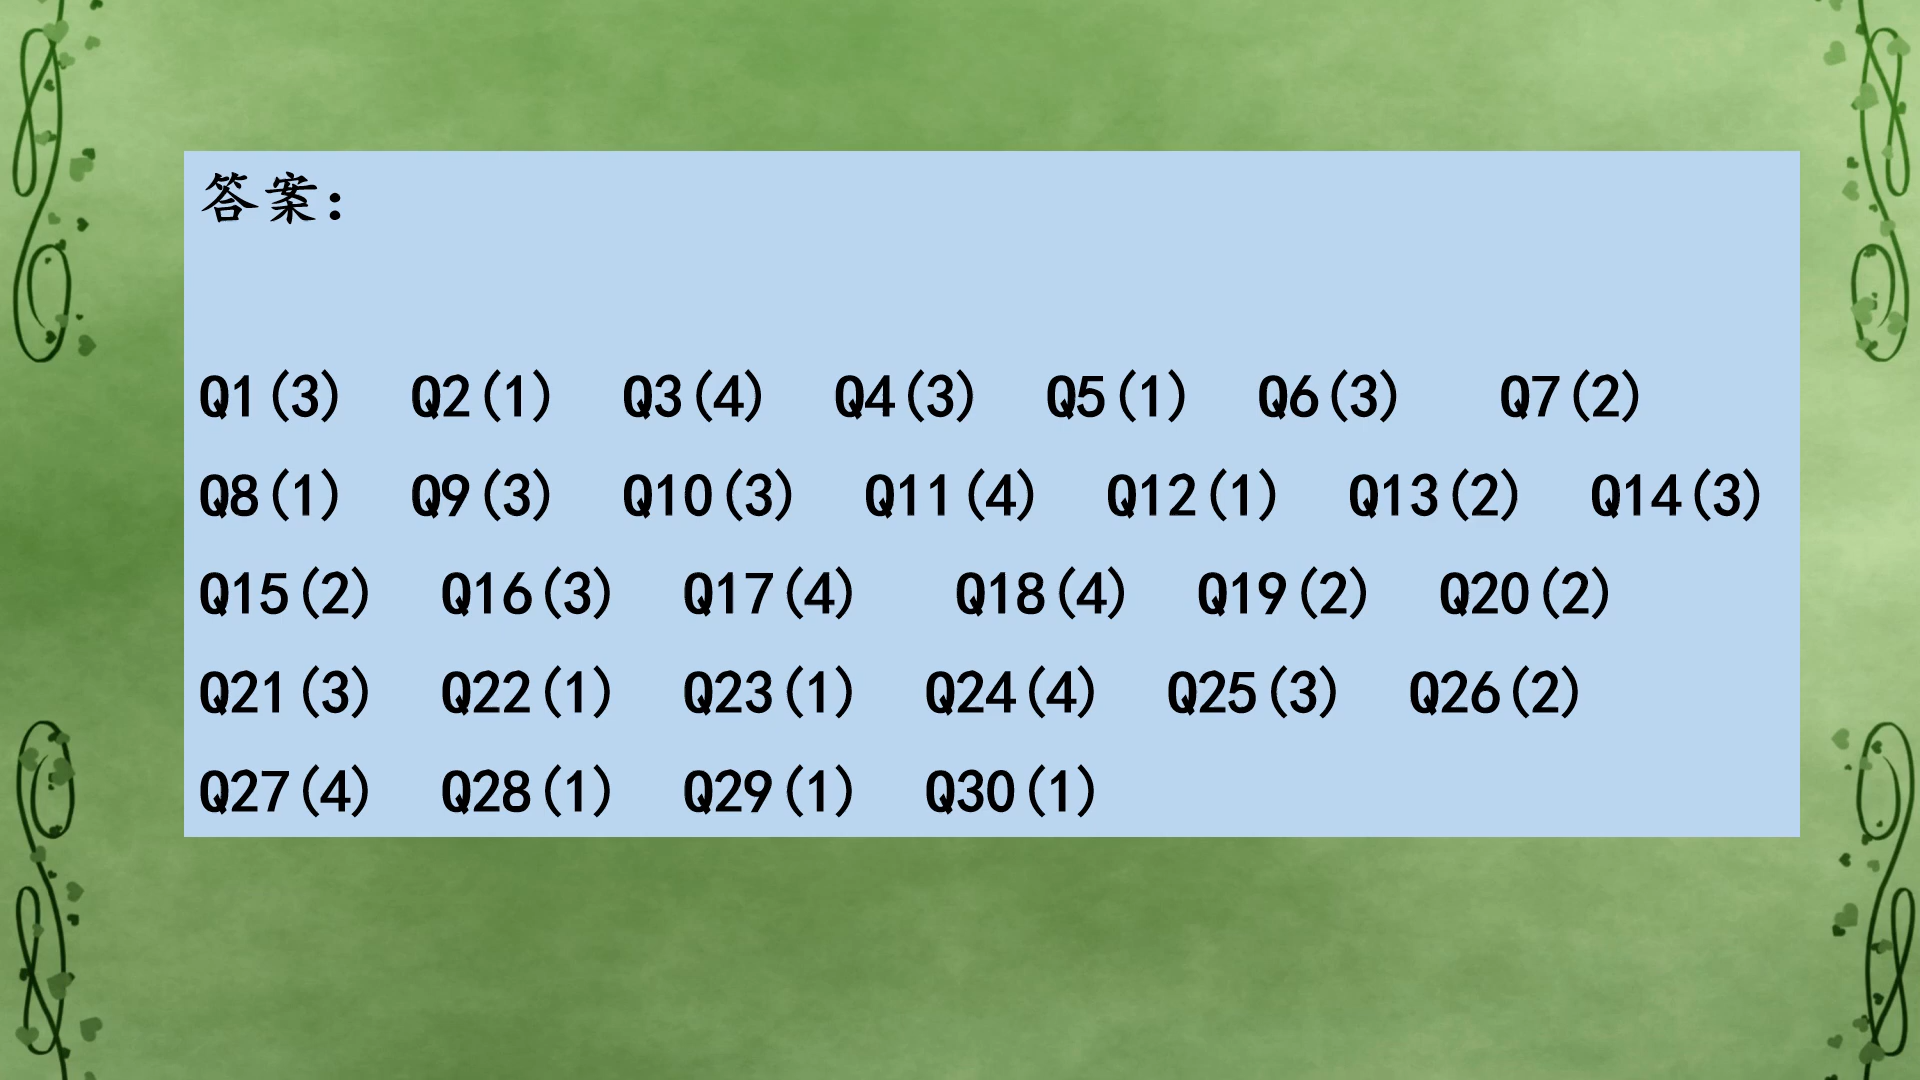 答案：
Q1(3) Q2(1) Q3(4) Q4(3) Q5(1) Q6(3) Q7(2)
Q8(1) Q9(3) Q10(3) Q11(4) Q12(1) Q13(2) Q14(3)
Q15(2) Q16(3) Q17(4) Q18(4) Q19(2) Q20(2)
Q21(3) Q22(1) Q23(1) Q24(4) Q25(3) Q26(2)
Q27(4) Q28(1) Q29(1) Q30(1)